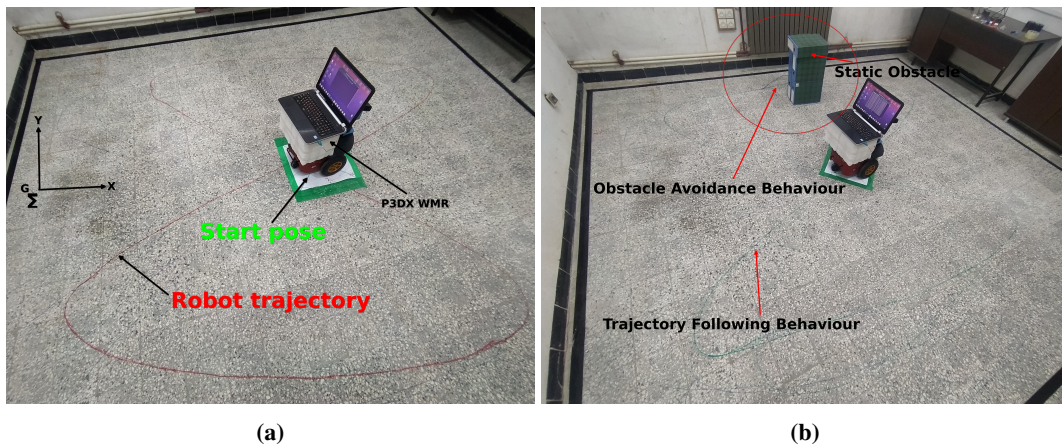 Y
G
Σ
X
P3DX WMR
Start pose
Robot trajectory
(a)
Static Obstacle
Obstacle Avoidance Behaviour
Trajectory Following Behaviour
(b)